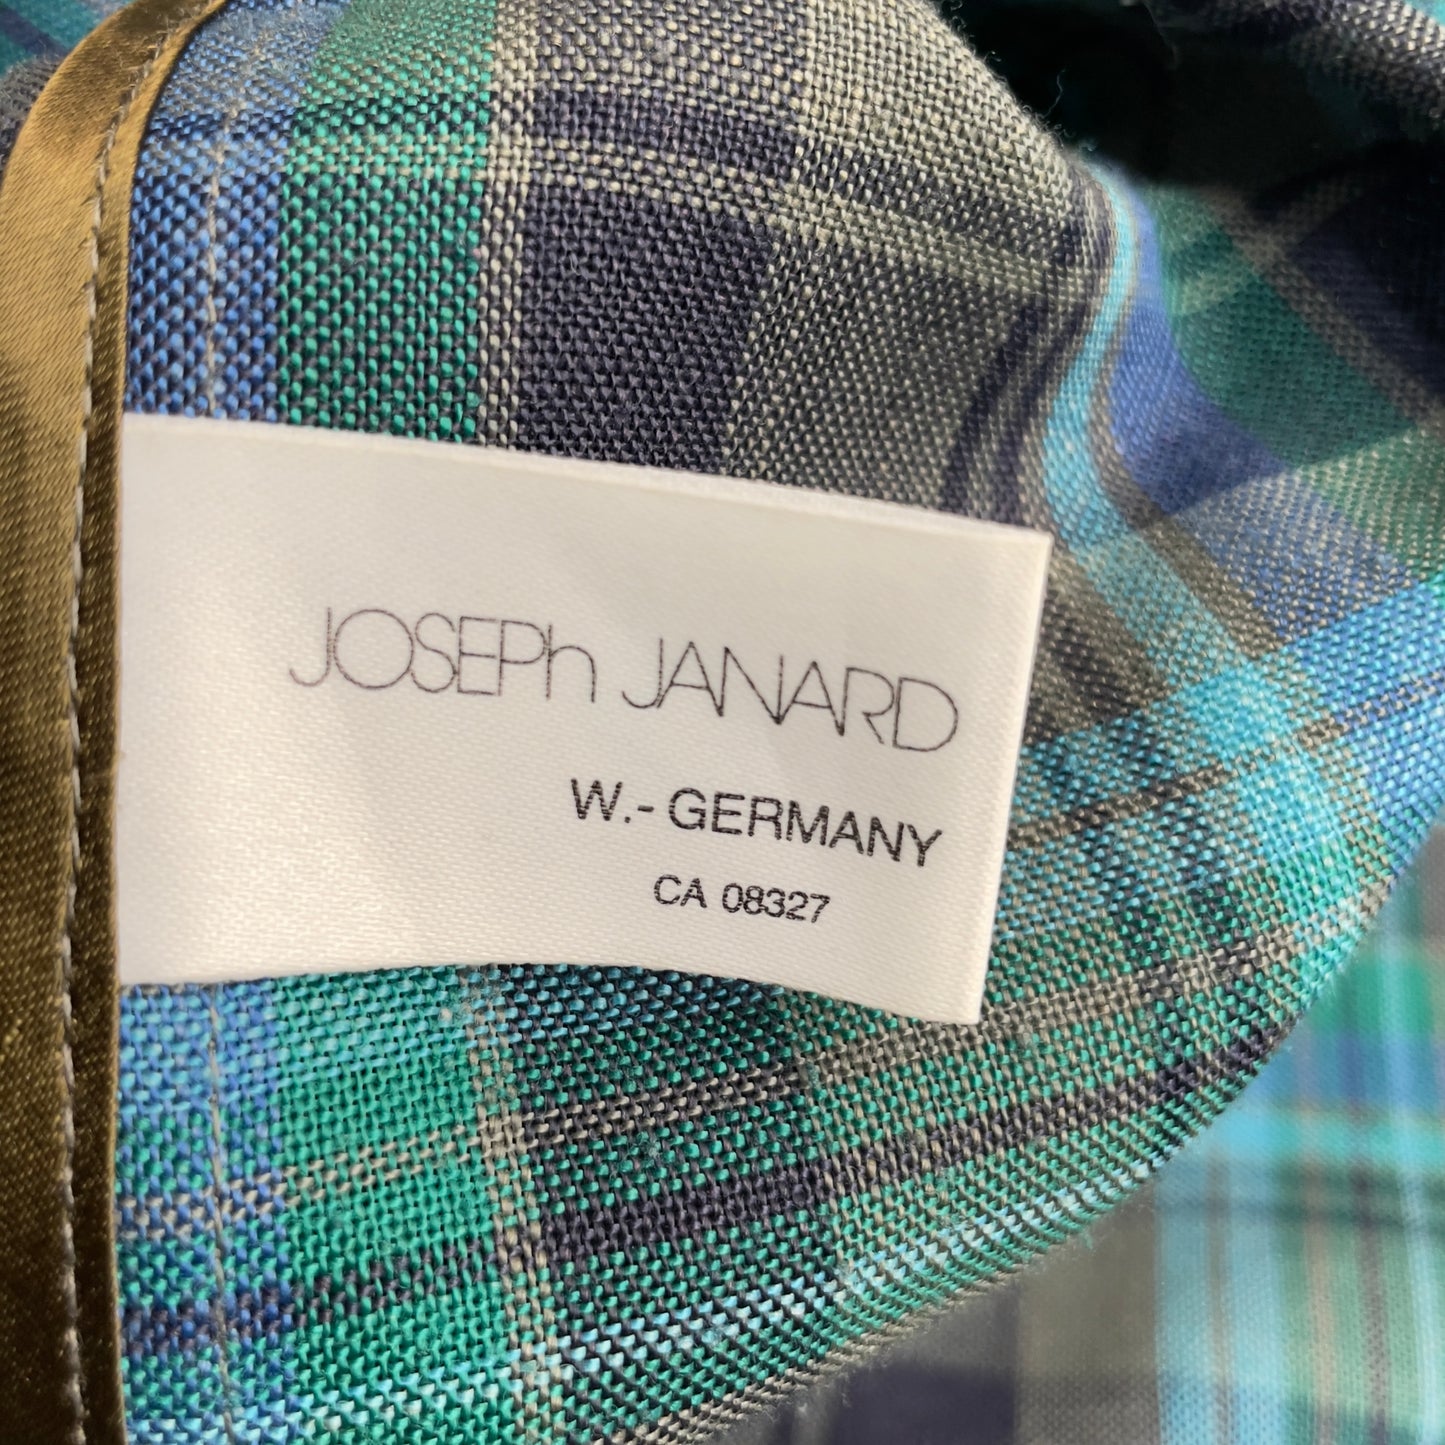 JOSEPh JANARD
W.- GERMANY
CA 08327